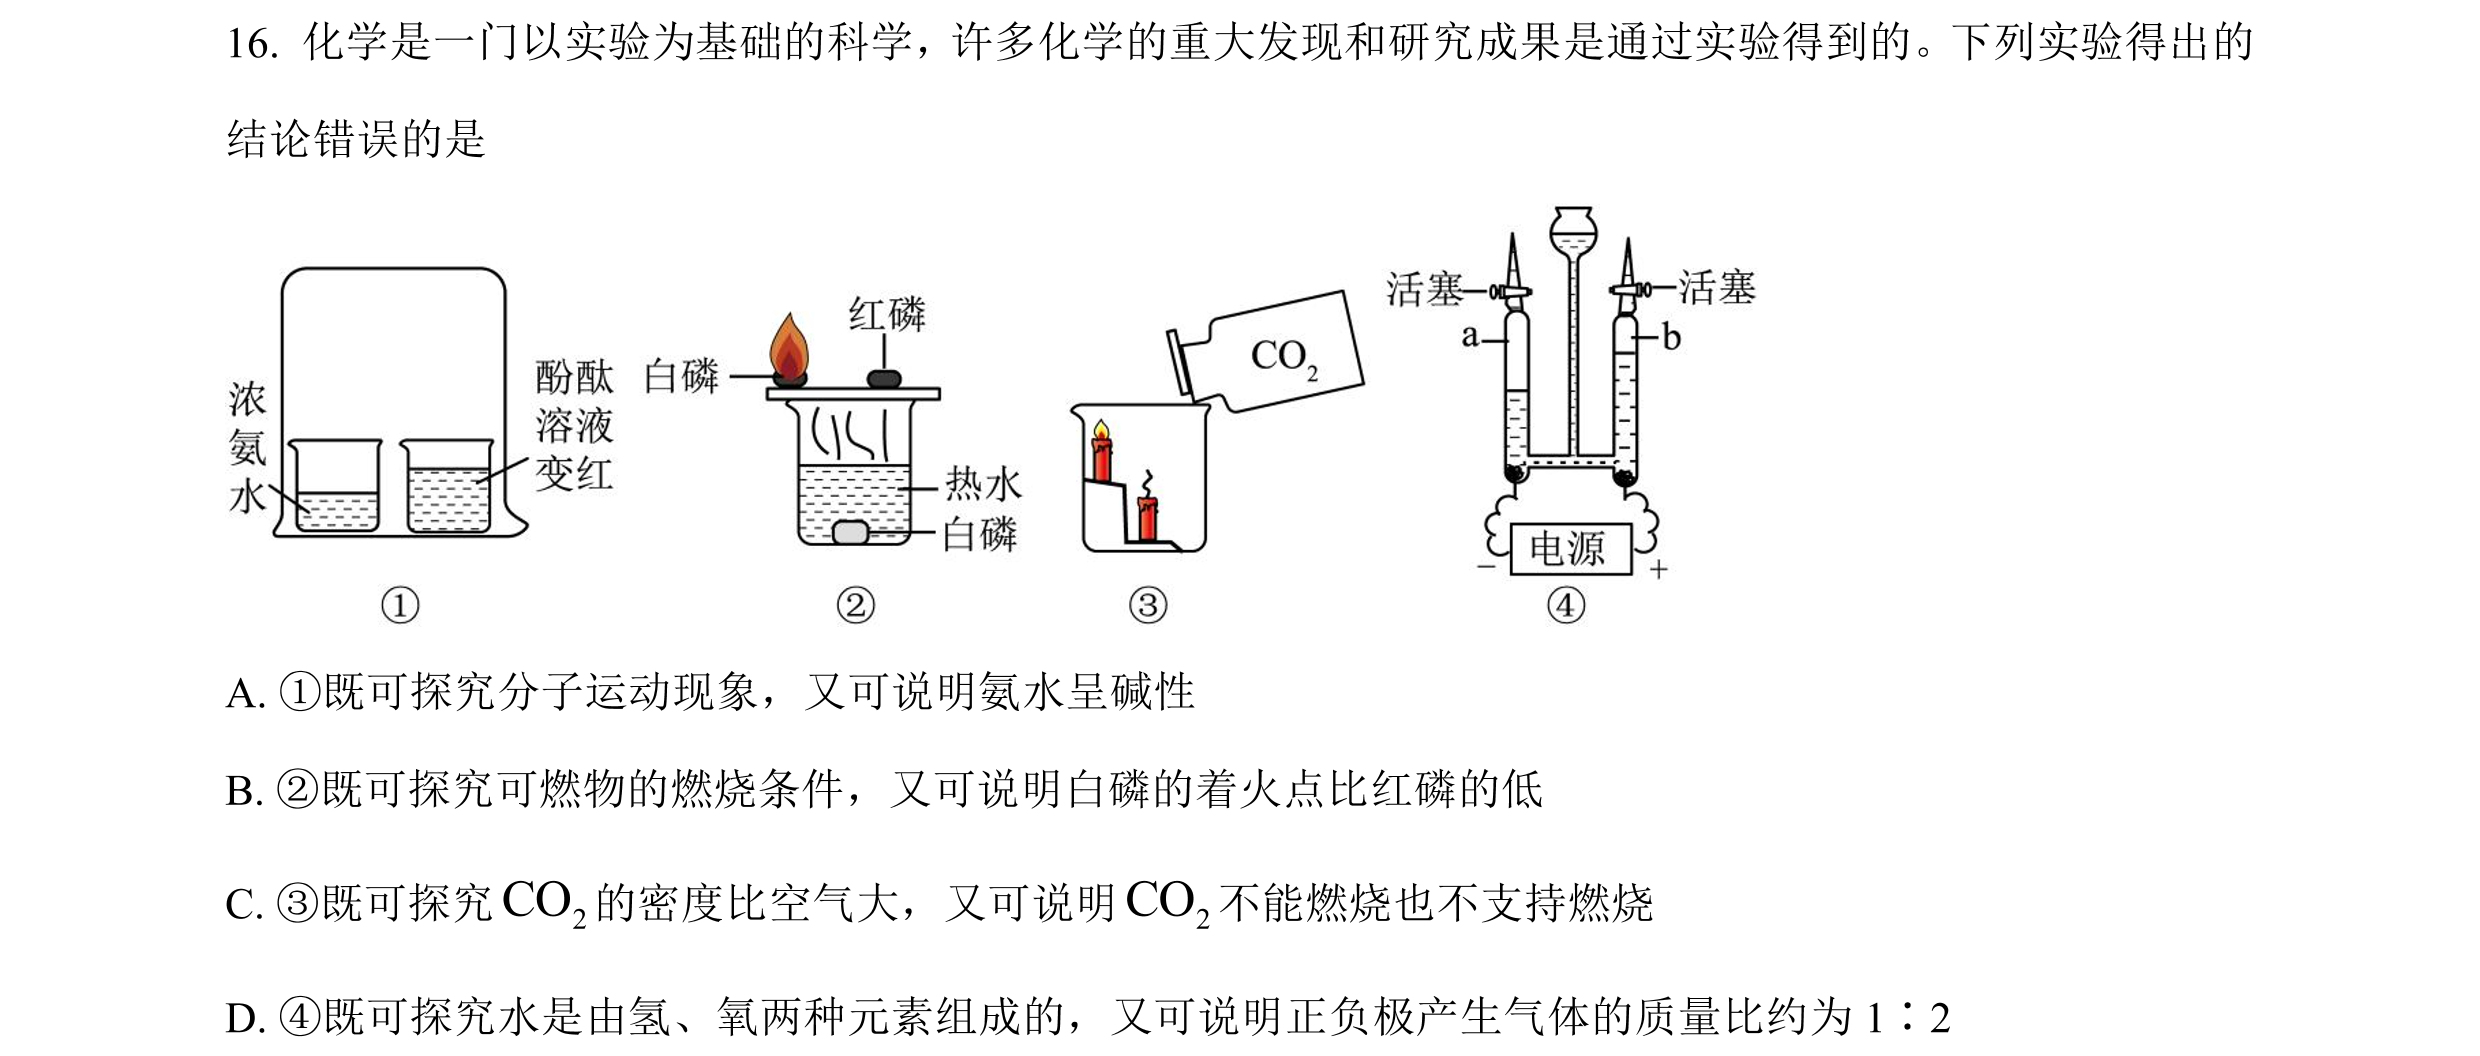 16. 化学是一门以实验为基础的科学，许多化学的重大发现和研究成果是通过实验得到的。下列实验得出的
结论错误的是
浓氨水
酚酞溶液变红
①
白磷
红磷
热水
白磷
②
CO₂
③
活塞
活塞
a
b
电源
−
+
④
A. ①既可探究分子运动现象，又可说明氨水呈碱性
B. ②既可探究可燃物的燃烧条件，又可说明白磷的着火点比红磷的低
C. ③既可探究CO₂的密度比空气大，又可说明CO₂不能燃烧也不支持燃烧
D. ④既可探究水是由氢、氧两种元素组成的，又可说明正负极产生气体的质量比约为 1∶2